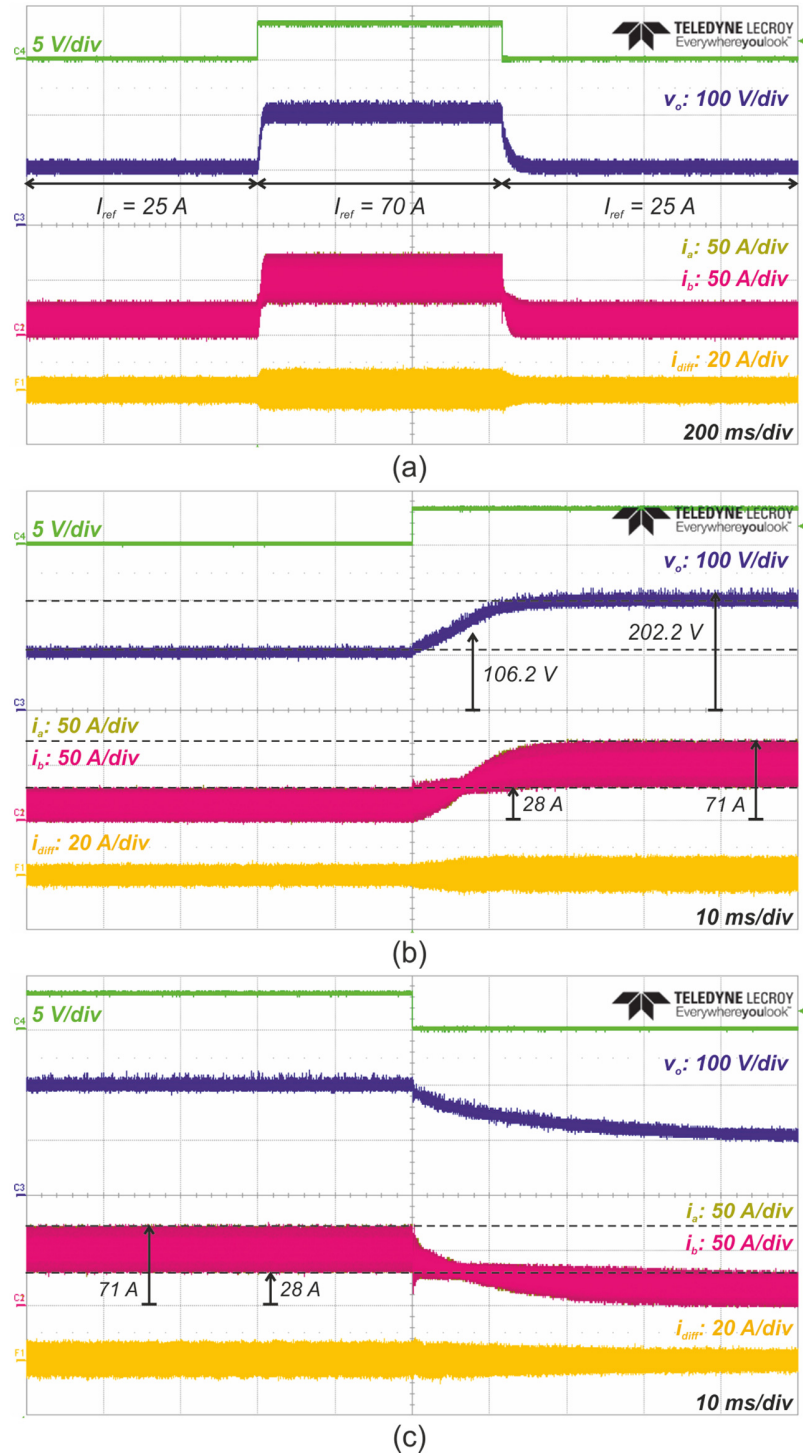 C4
5 V/div
TELEDYNE LECROY
Everywhereyoulook™
vo: 100 V/div
Iref = 25 A
Iref = 70 A
Iref = 25 A
C3
ia: 50 A/div
ib: 50 A/div
C2
idiff: 20 A/div
F1
200 ms/div
(a)
C4
5 V/div
TELEDYNE LECROY
Everywhereyoulook™
vo: 100 V/div
202.2 V
106.2 V
C3
ia: 50 A/div
ib: 50 A/div
28 A
71 A
C2
idiff: 20 A/div
F1
10 ms/div
(b)
C4
5 V/div
TELEDYNE LECROY
Everywhereyoulook™
vo: 100 V/div
C3
ia: 50 A/div
ib: 50 A/div
71 A
28 A
C2
idiff: 20 A/div
F1
10 ms/div
(c)